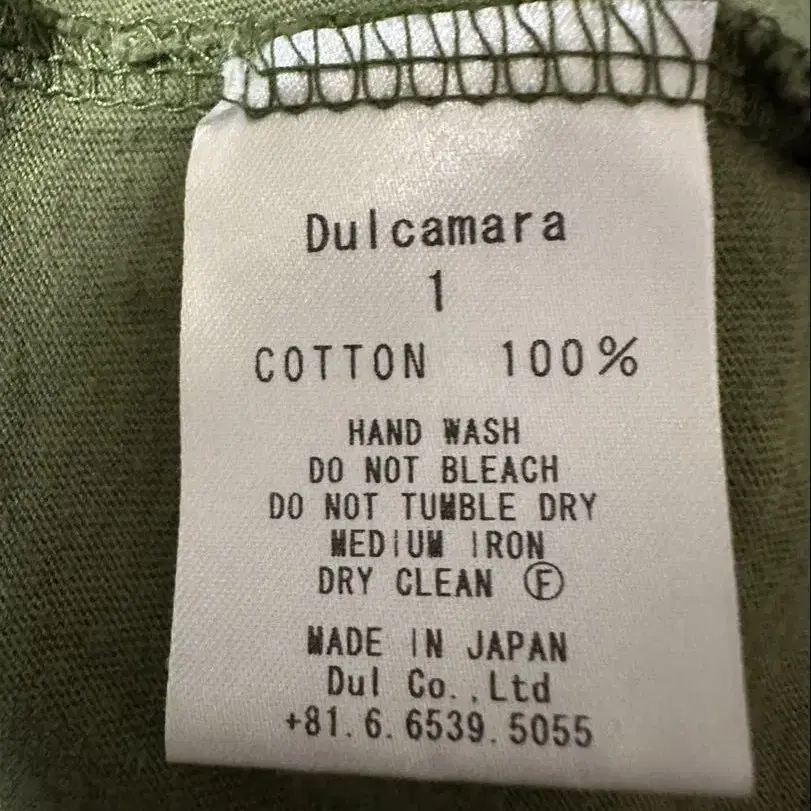 Dulcamara
1
COTTON 100%
HAND WASH
DO NOT BLEACH
DO NOT TUMBLE DRY
MEDIUM IRON
DRY CLEAN Ⓕ
MADE IN JAPAN
Dul Co.,Ltd
+81.6.6539.5055